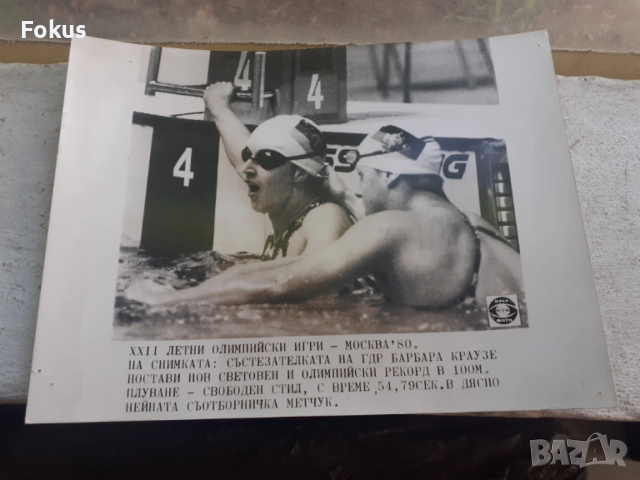 Fokus
4
4
4
XXII ЛЕТНИ ОЛИМПИЙСКИ ИГРИ - МОСКВА'80.
НА СНИМКАТА: СЪСТЕЗАТЕЛКАТА НА ГДР БАРБАРА КРАУЗЕ
ПОСТАВИ НОВ СВЕТОВЕН И ОЛИМПИЙСКИ РЕКОРД В 100М.
ПЛУВАНЕ - СВОБОДЕН СТИЛ, С ВРЕМЕ ,54,79СЕК.В ДЯСНО
НЕЙНАТА СЪОТБОРНИЧКА МЕТЧУК.
BAZAR